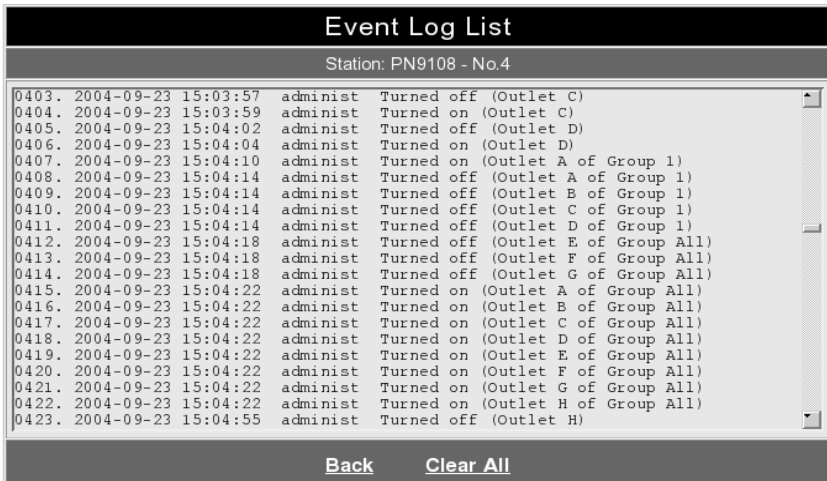 Event Log List
Station: PN9108 - No.4
0403. 2004-09-23 15:03:57 administ Turned off (Outlet C)
0404. 2004-09-23 15:03:59 administ Turned on (Outlet C)
0405. 2004-09-23 15:04:02 administ Turned off (Outlet D)
0406. 2004-09-23 15:04:04 administ Turned on (Outlet D)
0407. 2004-09-23 15:04:10 administ Turned on (Outlet A of Group 1)
0408. 2004-09-23 15:04:14 administ Turned off (Outlet A of Group 1)
0409. 2004-09-23 15:04:14 administ Turned off (Outlet B of Group 1)
0410. 2004-09-23 15:04:14 administ Turned off (Outlet C of Group 1)
0411. 2004-09-23 15:04:14 administ Turned off (Outlet D of Group 1)
0412. 2004-09-23 15:04:18 administ Turned off (Outlet E of Group All)
0413. 2004-09-23 15:04:18 administ Turned off (Outlet F of Group All)
0414. 2004-09-23 15:04:18 administ Turned off (Outlet G of Group All)
0415. 2004-09-23 15:04:22 administ Turned on (Outlet A of Group All)
0416. 2004-09-23 15:04:22 administ Turned on (Outlet B of Group All)
0417. 2004-09-23 15:04:22 administ Turned on (Outlet C of Group All)
0418. 2004-09-23 15:04:22 administ Turned on (Outlet D of Group All)
0419. 2004-09-23 15:04:22 administ Turned on (Outlet E of Group All)
0420. 2004-09-23 15:04:22 administ Turned on (Outlet F of Group All)
0421. 2004-09-23 15:04:22 administ Turned on (Outlet G of Group All)
0422. 2004-09-23 15:04:22 administ Turned on (Outlet H of Group All)
0423. 2004-09-23 15:04:55 administ Turned off (Outlet H)
Back Clear All